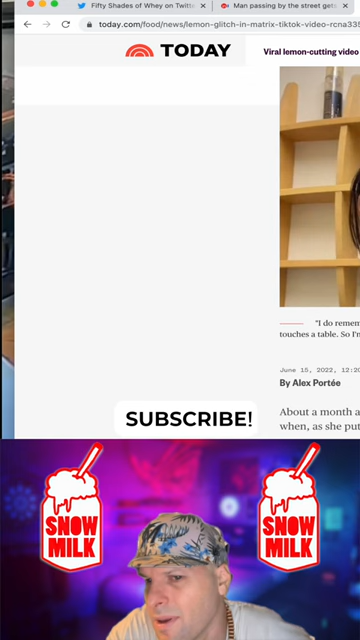 Fifty Shades of Whey on Twitte
Man passing by the street gets
today.com/food/news/lemon-glitch-in-matrix-tiktok-video-rcna335
TODAY
Viral lemon-cutting video
"I do remem
touches a table. So I'm
June 15, 2022, 12:20
By Alex Portée
About a month a
when, as she put
SUBSCRIBE!
SNOW
MILK
SNOW
MILK